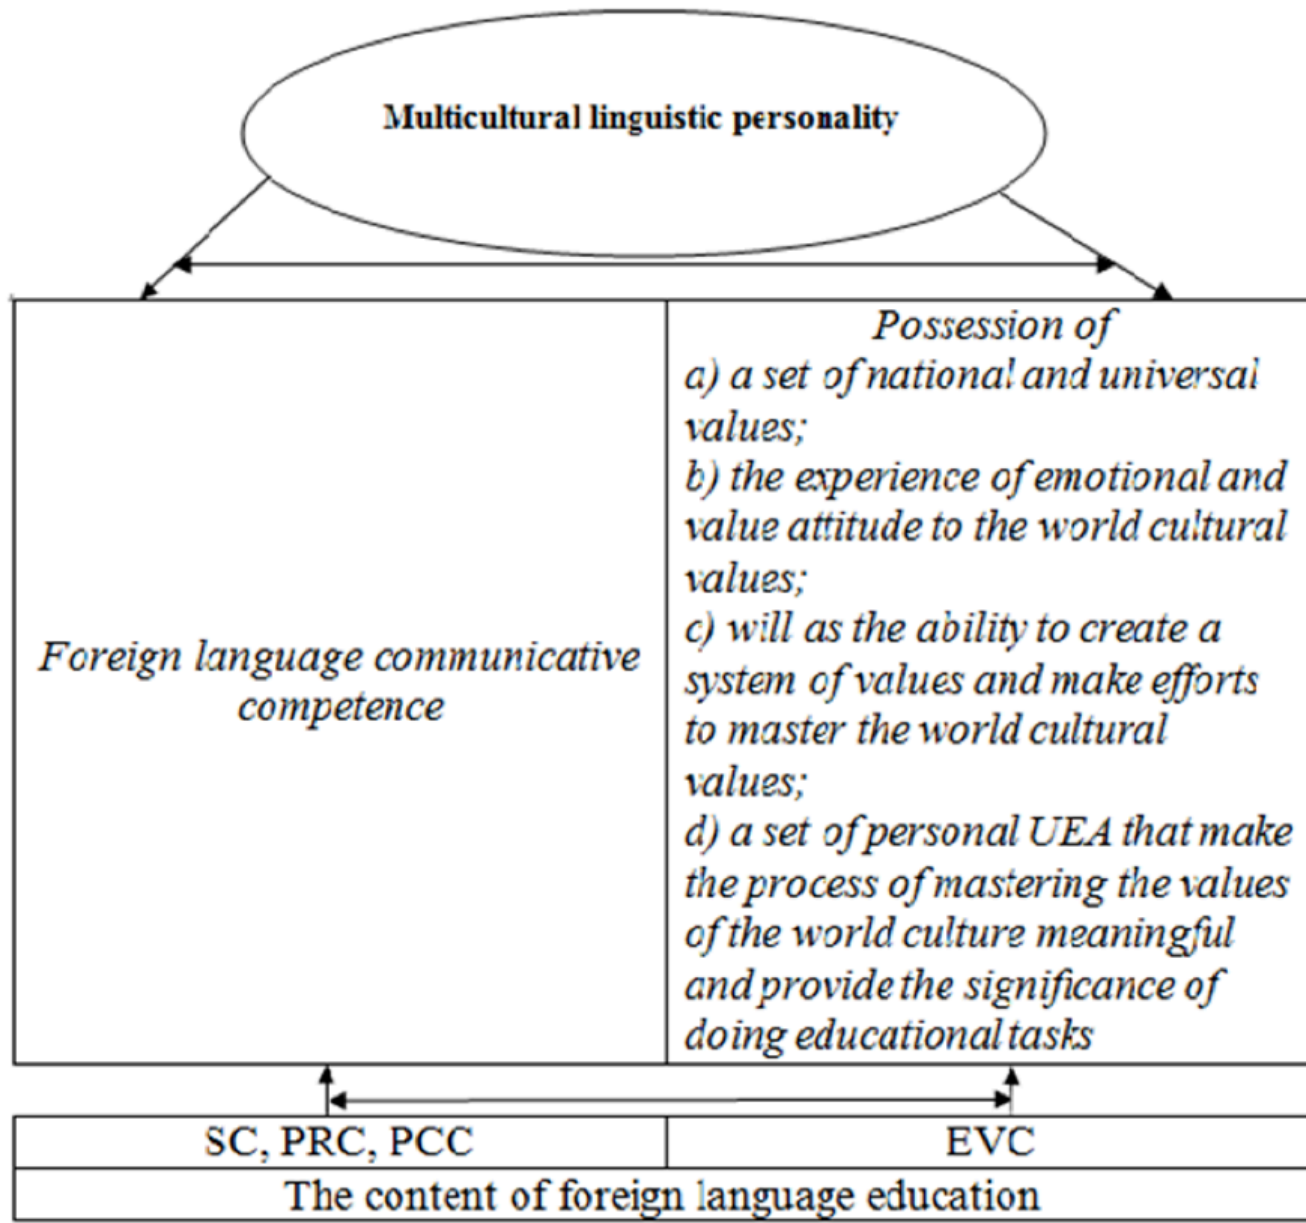 Multicultural linguistic personality
Foreign language communicative
competence
Possession of
a) a set of national and universal
values;
b) the experience of emotional and
value attitude to the world cultural
values;
c) will as the ability to create a
system of values and make efforts
to master the world cultural
values;
d) a set of personal UEA that make
the process of mastering the values
of the world culture meaningful
and provide the significance of
doing educational tasks
SC, PRC, PCC
EVC
The content of foreign language education